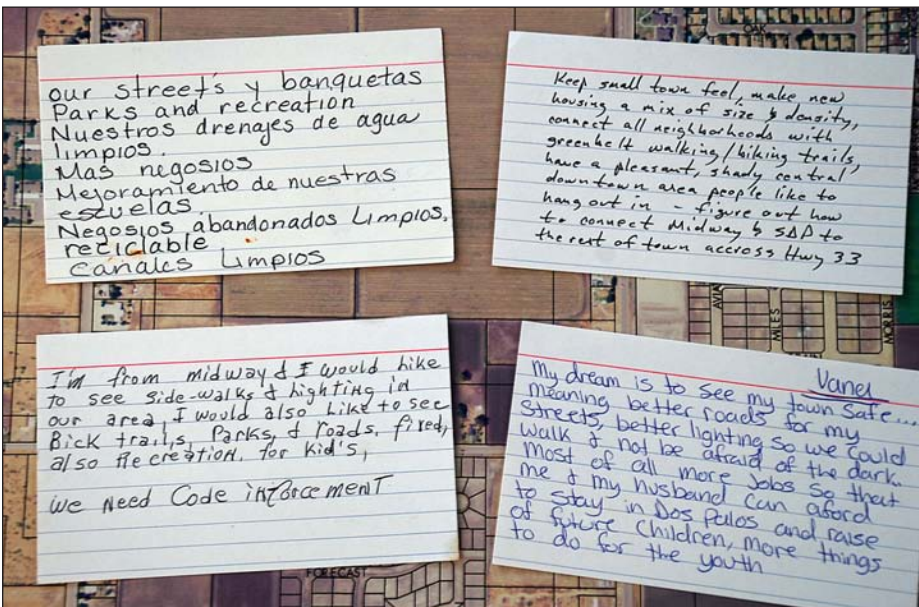 our street's y banquetas
Parks and recreation
Nuestros drenajes de agua
limpios.
Mas negosios
Mejoramiento de nuestras
escuelas
Negosios abandonados Limpios,
reciclable
Canales Limpios
Keep small town feel, make new
housing a mix of size & density,
connect all neighborhoods with
greenbelt walking/biking trails,
have a pleasant, shady central
downtown area people like to
hang out in - figure out how
to connect Midway & SDP to
the rest of town accross Hwy 33
I'm from midway & I would like
to see side-walks & lighting in
our area, I would also Like to see
Bick trails, Parks, & roads, fixed,
also Recreation, for kid's,
we Need Code inforcemenT
Vaney
My dream is to see my town safe...
meaning better roads for my
streets, better lighting so we could
walk & not be afraid of the dark.
most of all more jobs so that
me & my husband can aford
to stay in Dos Palos and raise
of future children, more things
to do for the youth
OAK
AVIA
MILES
MORRIS
FORECAST